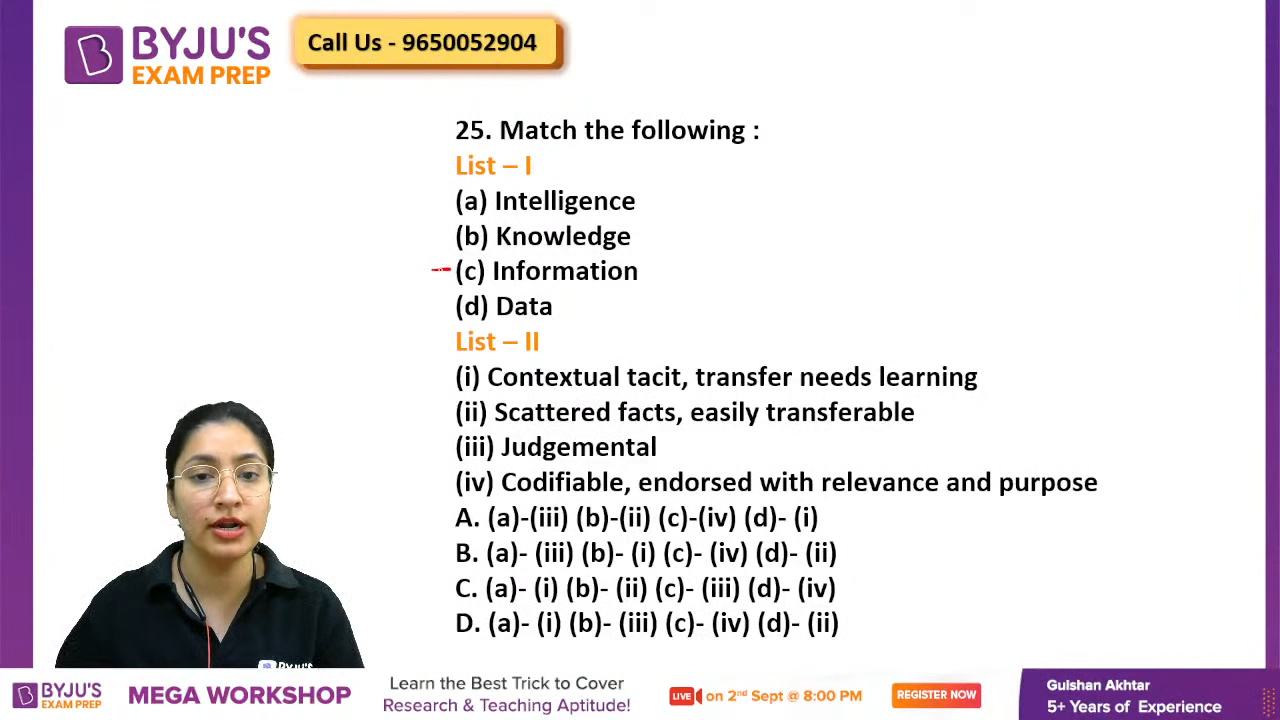 BYJU'S
EXAM PREP
Call Us - 9650052904
25. Match the following :
List – I
(a) Intelligence
(b) Knowledge
(c) Information
(d) Data
List – II
(i) Contextual tacit, transfer needs learning
(ii) Scattered facts, easily transferable
(iii) Judgemental
(iv) Codifiable, endorsed with relevance and purpose
A. (a)-(iii) (b)-(ii) (c)-(iv) (d)- (i)
B. (a)- (iii) (b)- (i) (c)- (iv) (d)- (ii)
C. (a)- (i) (b)- (ii) (c)- (iii) (d)- (iv)
D. (a)- (i) (b)- (iii) (c)- (iv) (d)- (ii)
BYJU'S
BYJU'S
EXAM PREP
MEGA WORKSHOP
Learn the Best Trick to Cover
Research & Teaching Aptitude!
LIVE on 2nd Sept @ 8:00 PM
REGISTER NOW
Gulshan Akhtar
5+ Years of Experience